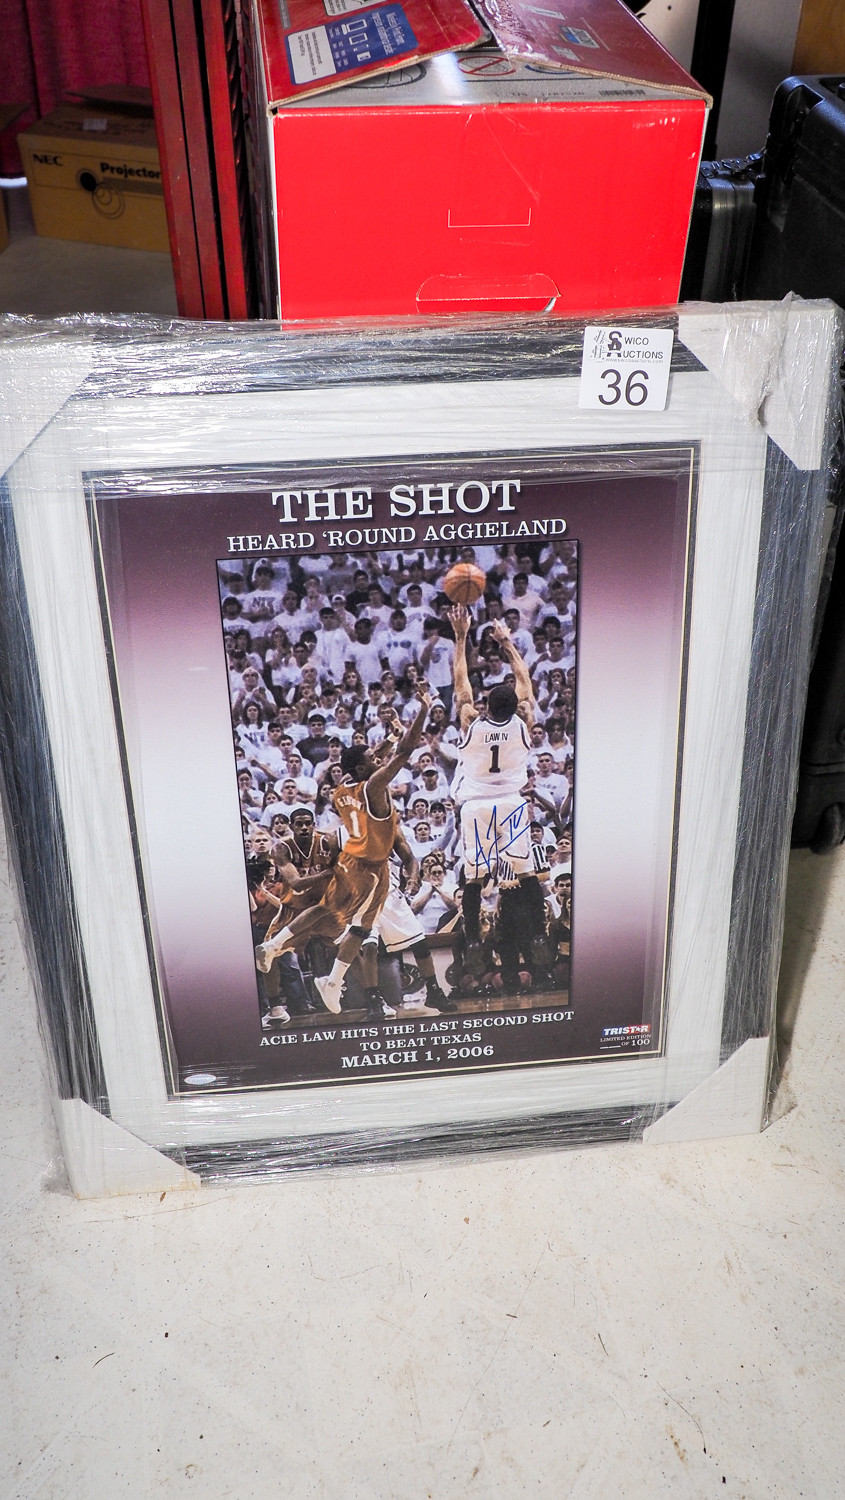 NEC
Projector
SWICO
AUCTIONS
36
THE SHOT
HEARD ‘ROUND AGGIELAND
LAW IV
1
GIBSON
1
ACIE LAW HITS THE LAST SECOND SHOT
TO BEAT TEXAS
MARCH 1, 2006
TRISTAR
LIMITED EDITION
OF 100